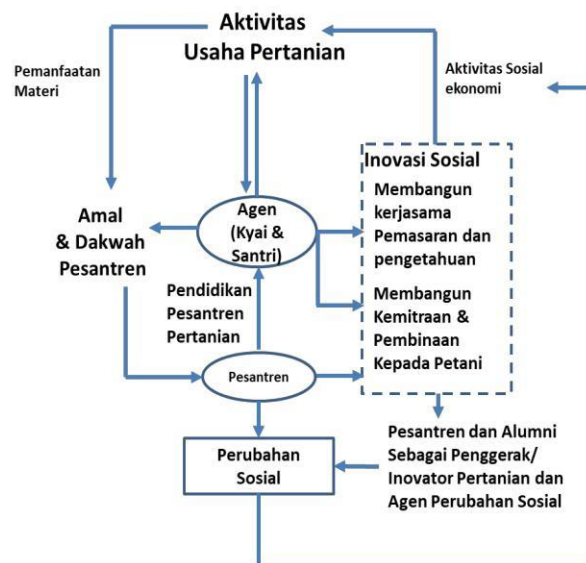 Aktivitas
Usaha Pertanian
Pemanfaatan
Materi
Aktivitas Sosial
ekonomi
Inovasi Sosial
Membangun
kerjasama
Pemasaran dan
pengetahuan
Membangun
Kemitraan &
Pembinaan
Kepada Petani
Agen
(Kyai &
Santri)
Amal
& Dakwah
Pesantren
Pendidikan
Pesantren
Pertanian
Pesantren
Perubahan
Sosial
Pesantren dan Alumni
Sebagai Penggerak/
Inovator Pertanian dan
Agen Perubahan Sosial